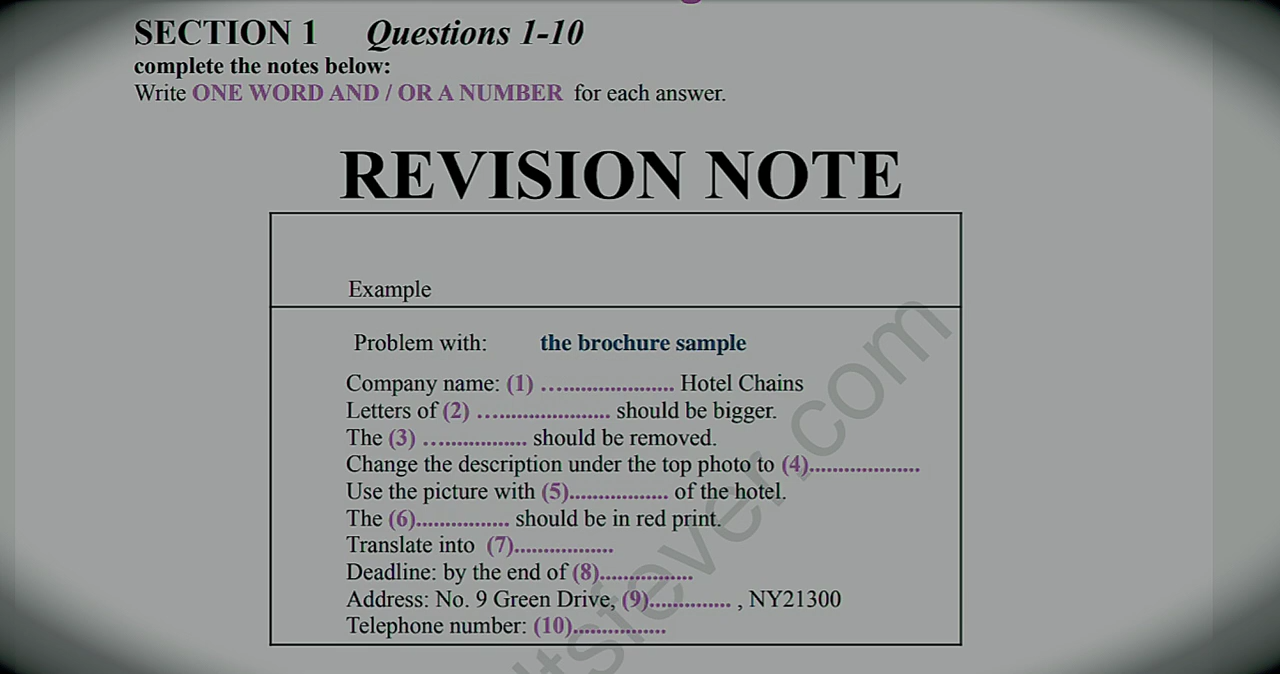 SECTION 1 Questions 1-10
complete the notes below:
Write ONE WORD AND / OR A NUMBER for each answer.
REVISION NOTE
Example
Problem with: the brochure sample
Company name: (1) ….................... Hotel Chains
Letters of (2) ….................... should be bigger.
The (3) …............... should be removed.
Change the description under the top photo to (4)....................
Use the picture with (5).................. of the hotel.
The (6)................. should be in red print.
Translate into (7)..................
Deadline: by the end of (8).................
Address: No. 9 Green Drive, (9)............... , NY21300
Telephone number: (10).................
ltsfever.com